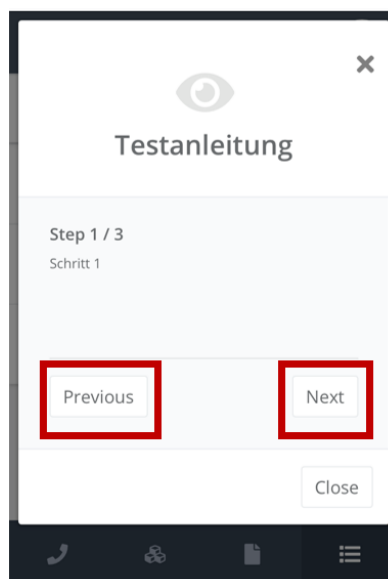 Testanleitung
Step 1 / 3
Schritt 1
Previous Next
Close